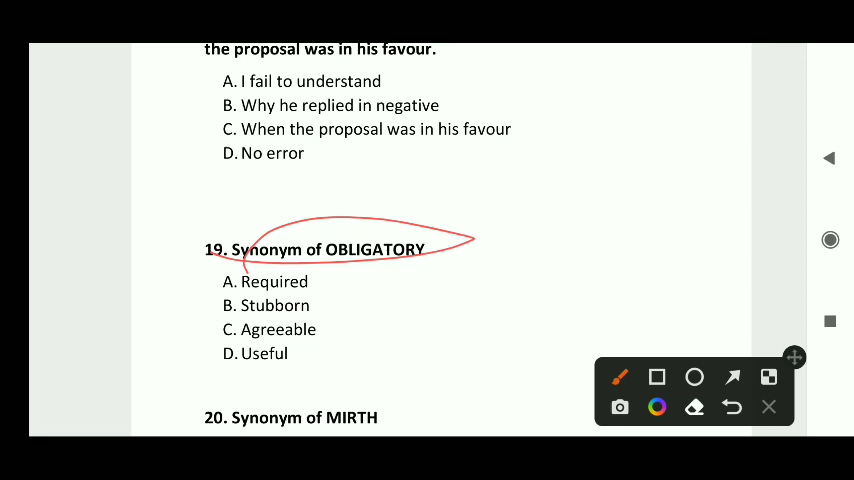 the proposal was in his favour.
A. I fail to understand
B. Why he replied in negative
C. When the proposal was in his favour
D. No error
19. Synonym of OBLIGATORY
A. Required
B. Stubborn
C. Agreeable
D. Useful
20. Synonym of MIRTH